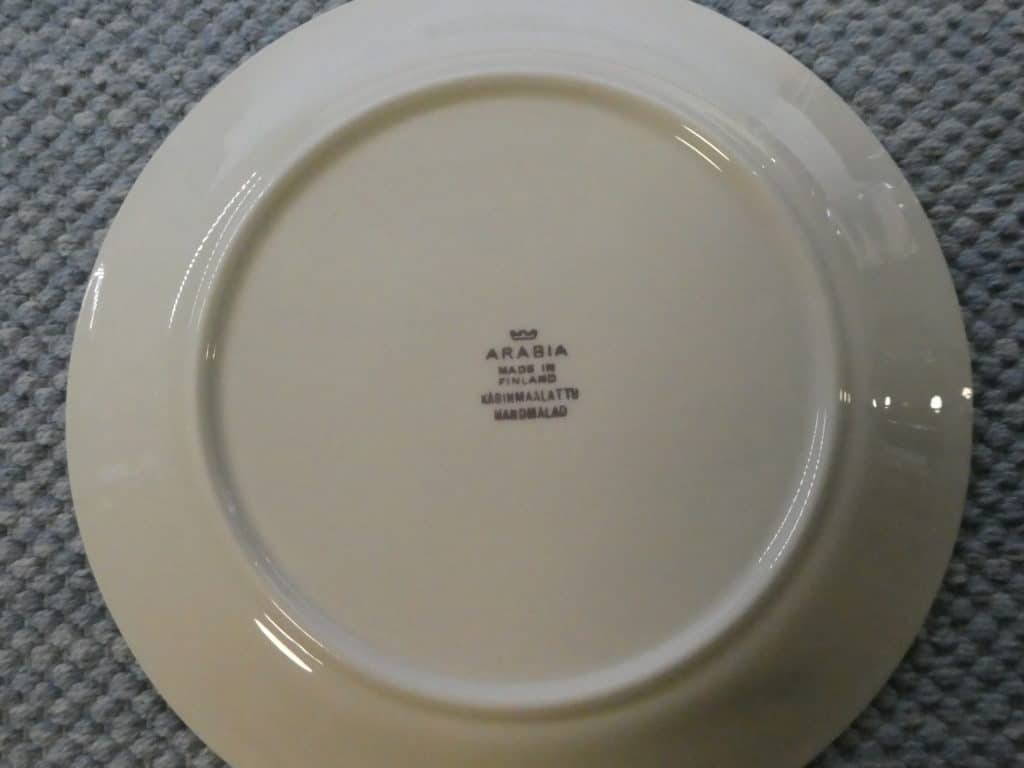 ARABIA
MADE IN
FINLAND
KÄSINMAALATTU
HANDMÅLAD